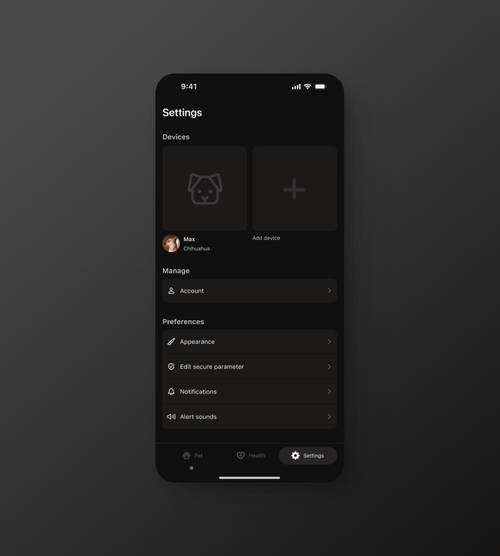 9:41
Settings
Devices
Max
Chihuahua
Add device
Manage
Account
Preferences
Appearance
Edit secure parameter
Notifications
Alert sounds
Pet
Health
Settings